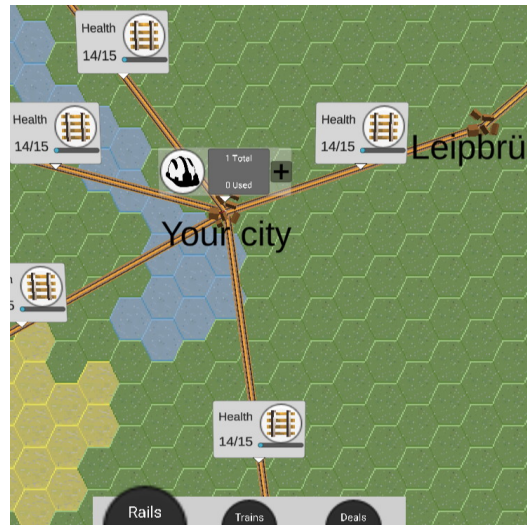 Health
14/15
Health
14/15
Health
14/15
1 Total
0 Used
+
Leipbrü
Your city
Health
14/15
Rails
Trains
Deals